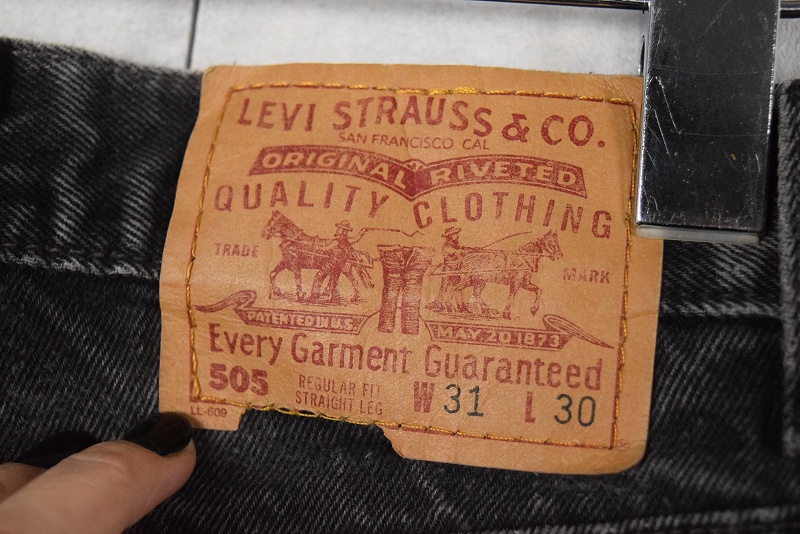 LEVI STRAUSS & CO.
SAN FRANCISCO CAL
ORIGINAL RIVETED
QUALITY CLOTHING
TRADE MARK
PATENTED IN U.S. MAY 20 1873
Every Garment Guaranteed
505 REGULAR FIT W 31 L 30
STRAIGHT LEG
LL-609